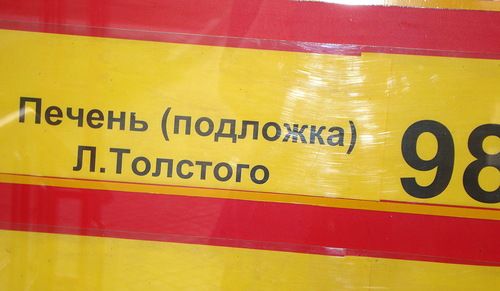 Печень (подложка) 98
Л.Толстого